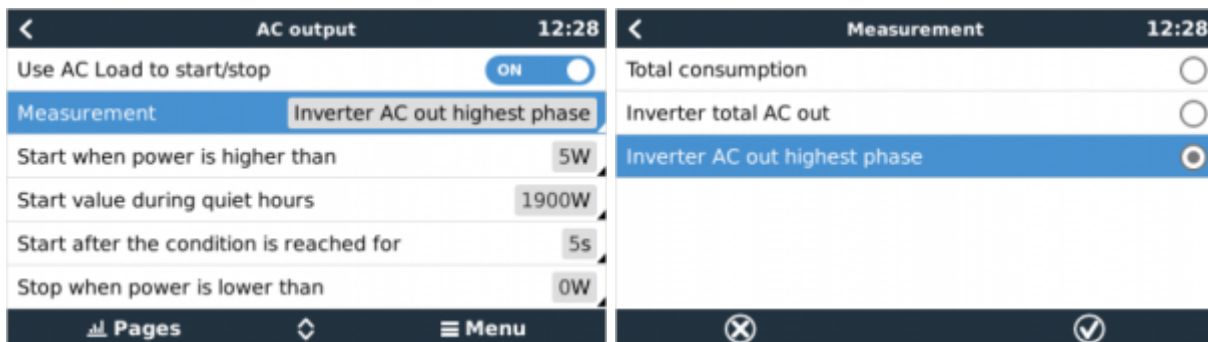 AC output 12:28
Use AC Load to start/stop ON
Measurement Inverter AC out highest phase
Start when power is higher than 5W
Start value during quiet hours 1900W
Start after the condition is reached for 5s
Stop when power is lower than 0W
Pages Menu
Measurement 12:28
Total consumption
Inverter total AC out
Inverter AC out highest phase